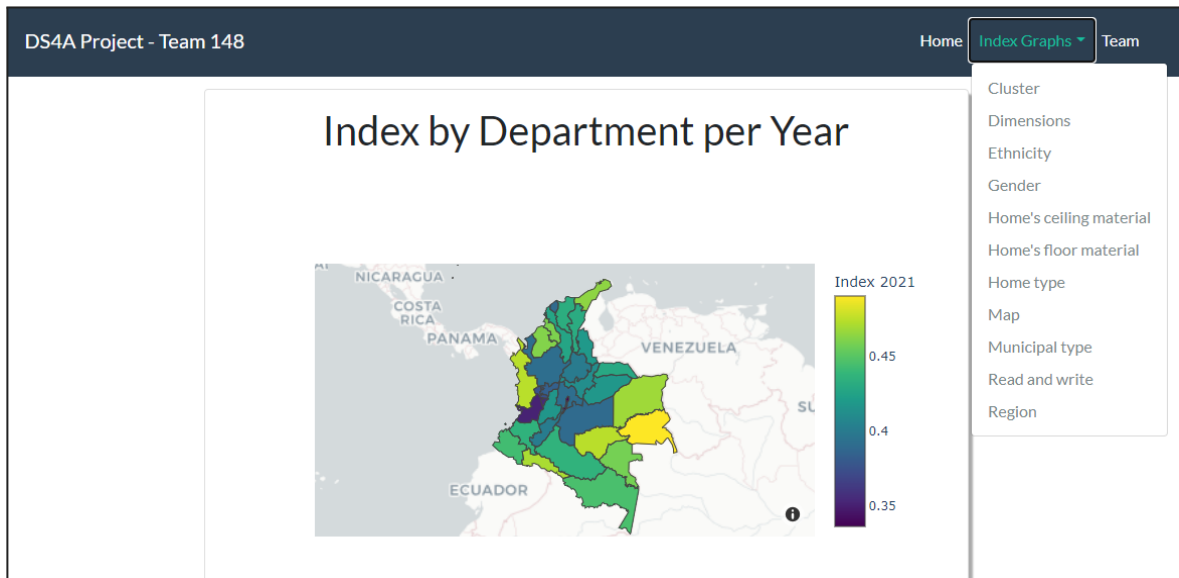 DS4A Project - Team 148
Home Index Graphs Team
Cluster
Dimensions
Ethnicity
Gender
Home's ceiling material
Home's floor material
Home type
Map
Municipal type
Read and write
Region
Index by Department per Year
NICARAGUA
COSTA
RICA
PANAMA
VENEZUELA
SU
ECUADOR
Index 2021
0.45
0.4
0.35